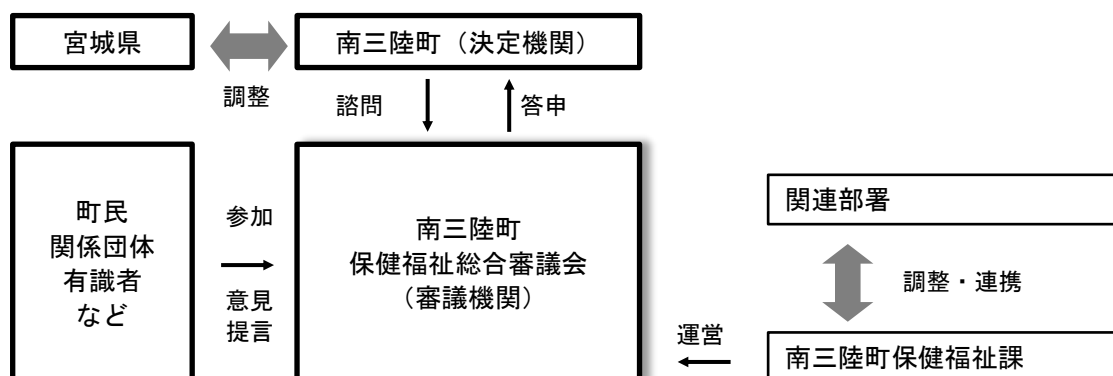 宮城県
南三陸町（決定機関）
調整
諮問
答申
町民
関係団体
有識者
など
参加
意見
提言
南三陸町
保健福祉総合審議会
（審議機関）
関連部署
調整・連携
運営
南三陸町保健福祉課